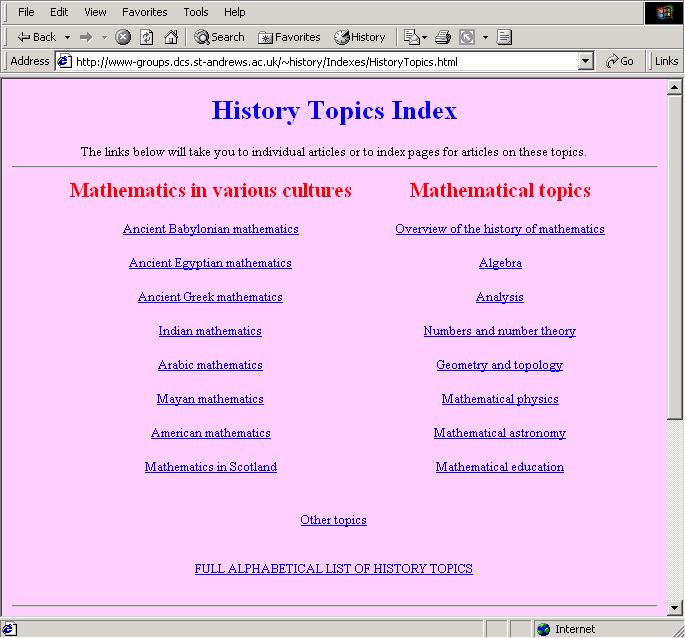 File Edit View Favorites Tools Help
Back Search Favorites History
Address http://www-groups.dcs.st-andrews.ac.uk/~history/Indexes/HistoryTopics.html Go Links
History Topics Index
The links below will take you to individual articles or to index pages for articles on these topics.
Mathematics in various cultures
Ancient Babylonian mathematics
Ancient Egyptian mathematics
Ancient Greek mathematics
Indian mathematics
Arabic mathematics
Mayan mathematics
American mathematics
Mathematics in Scotland
Mathematical topics
Overview of the history of mathematics
Algebra
Analysis
Numbers and number theory
Geometry and topology
Mathematical physics
Mathematical astronomy
Mathematical education
Other topics
FULL ALPHABETICAL LIST OF HISTORY TOPICS
Internet